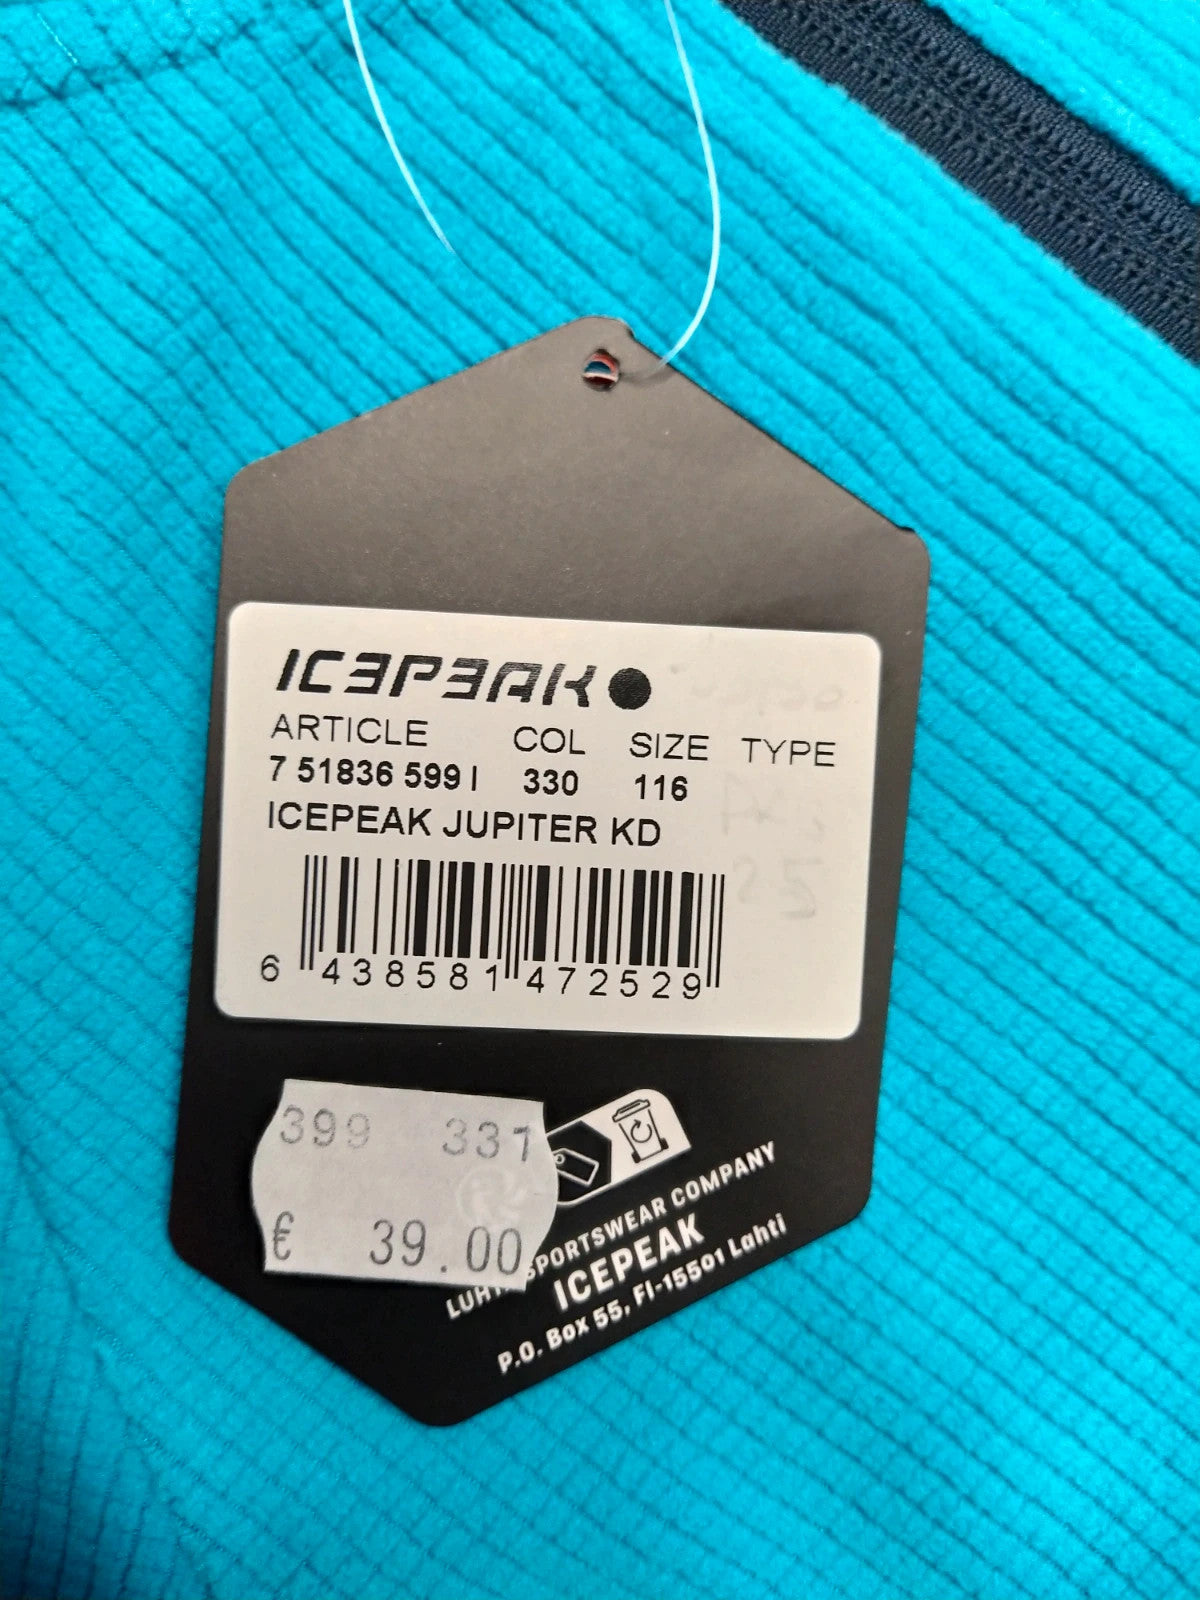 ICEPEAK
ARTICLE COL SIZE TYPE
7 51836 599 I 330 116
ICEPEAK JUPITER KD
6 438581 472529
399 331
€ 39.00
SPORTSWEAR COMPANY
ICEPEAK
P.O. Box 55, FI-15501 Lahti